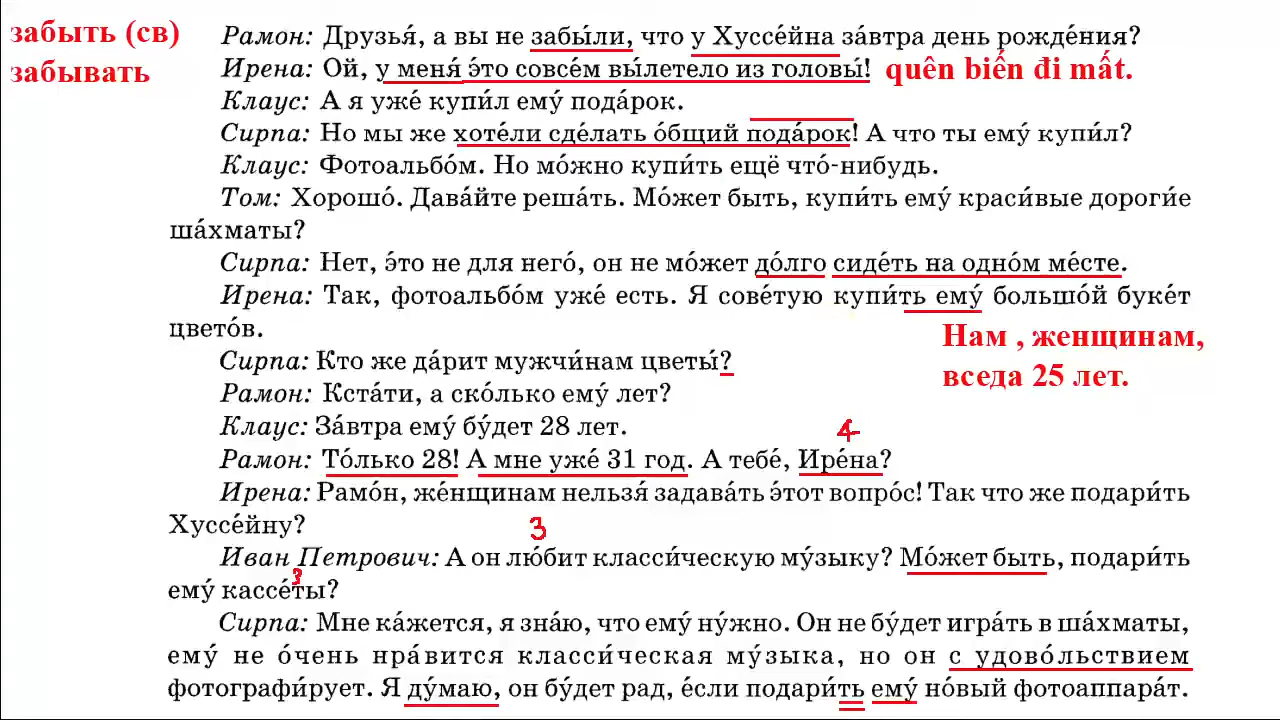 забыть (св)
забывать
Рамон: Друзья́, а вы не забы́ли, что у Хуссе́йна за́втра день рожде́ния?
Ирена: Ой, у меня́ э́то совсе́м вы́летело из головы́!
quên biến đi mất.
Клаус: А я уже́ купи́л ему́ пода́рок.
Сирпа: Но мы же хоте́ли сде́лать о́бщий пода́рок! А что ты ему́ купи́л?
Клаус: Фотоальбо́м. Но мо́жно купи́ть ещё что́-нибудь.
Том: Хорошо́. Дава́йте реша́ть. Мо́жет быть, купи́ть ему́ краси́вые дороги́е
ша́хматы?
Сирпа: Нет, э́то не для него́, он не мо́жет до́лго сиде́ть на одно́м ме́сте.
Ирена: Так, фотоальбо́м уже́ есть. Я сове́тую купи́ть ему́ большо́й буке́т
цвето́в.
Нам , женщинам,
вседа 25 лет.
Сирпа: Кто же да́рит мужчи́нам цветы́?
Рамон: Кста́ти, а ско́лько ему́ лет?
Клаус: За́втра ему́ бу́дет 28 лет.
4
Рамон: То́лько 28! А мне уже́ 31 год. А тебе́, Ире́на?
Ирена: Рамо́н, же́нщинам нельзя́ задава́ть э́тот вопро́с! Так что же подари́ть
Хуссе́йну?
3
Иван Петрович: А он лю́бит класси́ческую му́зыку? Мо́жет быть, подари́ть
3
ему́ кассе́ты?
Сирпа: Мне ка́жется, я зна́ю, что ему́ ну́жно. Он не бу́дет игра́ть в ша́хматы,
ему́ не о́чень нра́вится класси́ческая му́зыка, но он с удово́льствием
фотографи́рует. Я ду́маю, он бу́дет рад, е́сли подари́ть ему́ но́вый фотоаппара́т.